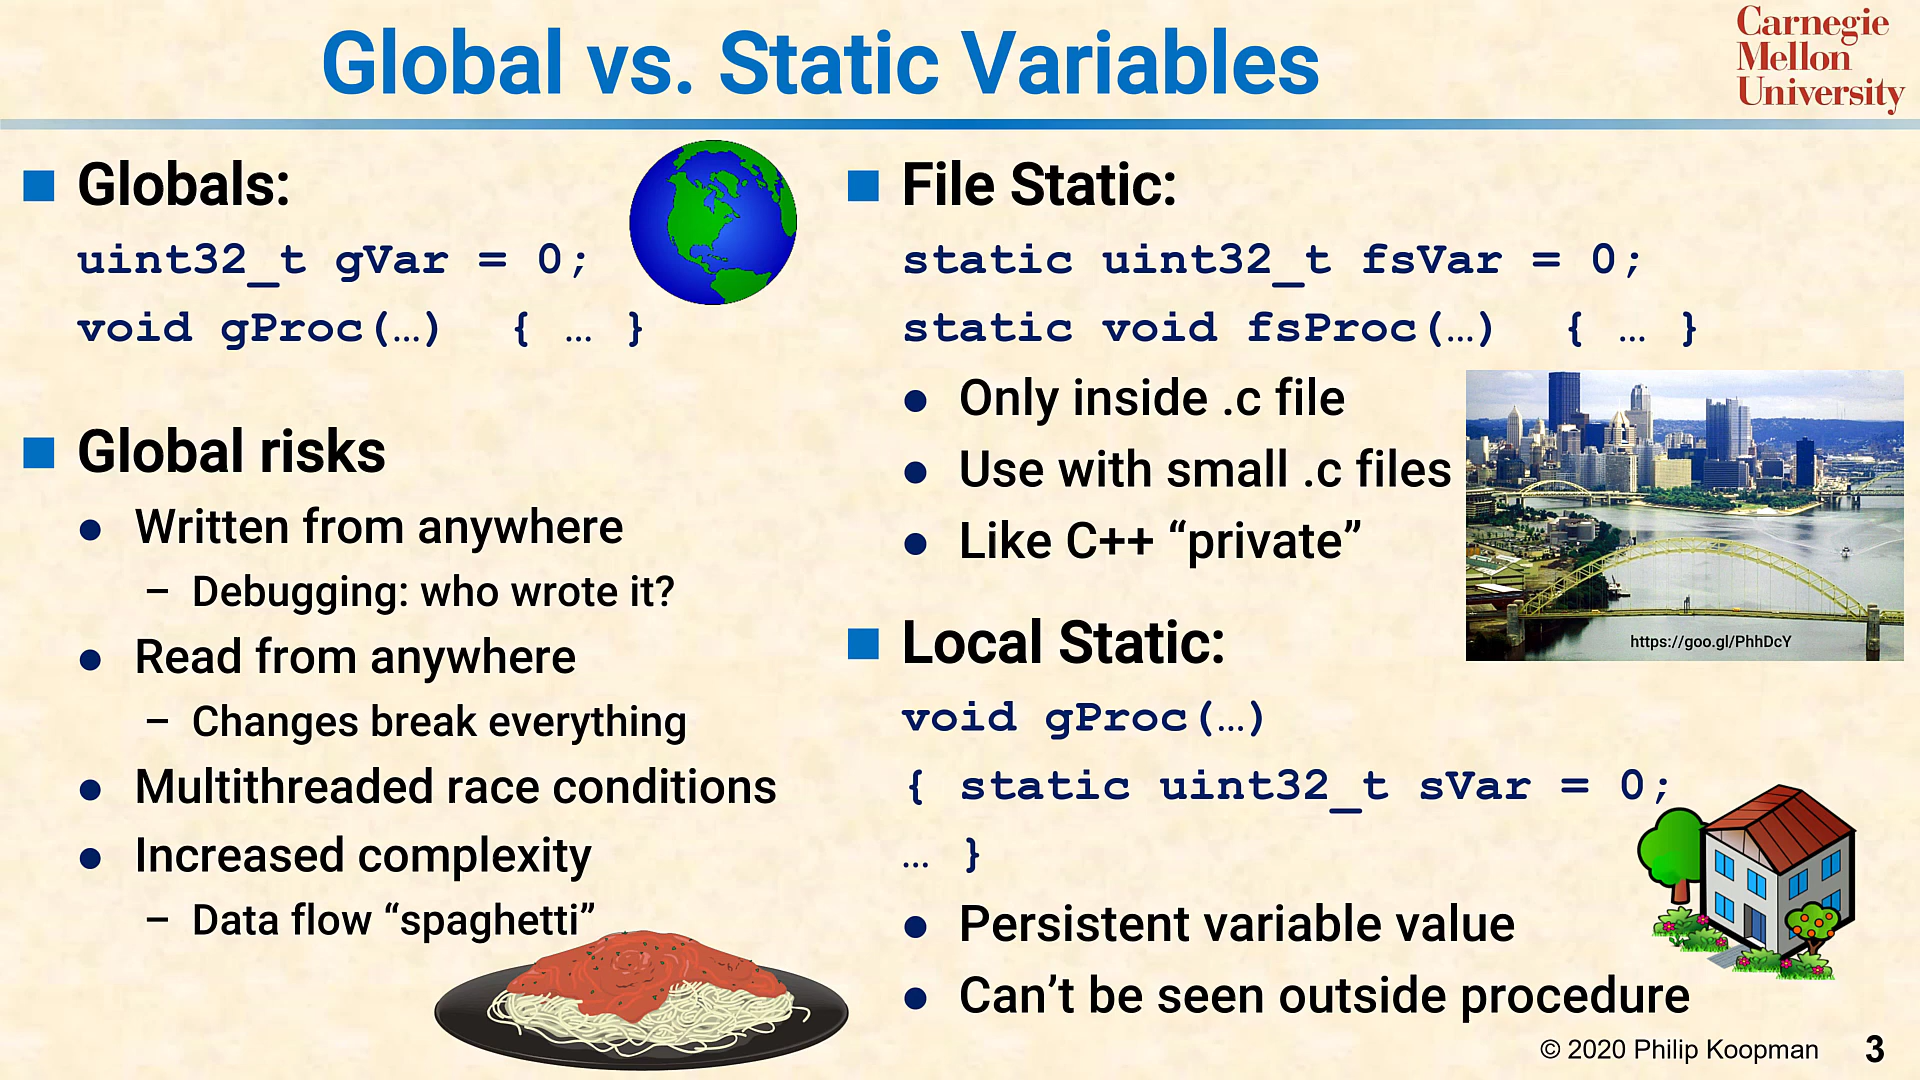 Global vs. Static Variables
Carnegie
Mellon
University
■ Globals:
uint32_t gVar = 0;
void gProc(…)  { … }
■ Global risks
● Written from anywhere
– Debugging: who wrote it?
● Read from anywhere
– Changes break everything
● Multithreaded race conditions
● Increased complexity
– Data flow “spaghetti”
■ File Static:
static uint32_t fsVar = 0;
static void fsProc(…)  { … }
● Only inside .c file
● Use with small .c files
● Like C++ “private”
https://goo.gl/PhhDcY
■ Local Static:
void gProc(…)
{ static uint32_t sVar = 0;
… }
● Persistent variable value
● Can’t be seen outside procedure
© 2020 Philip Koopman 3